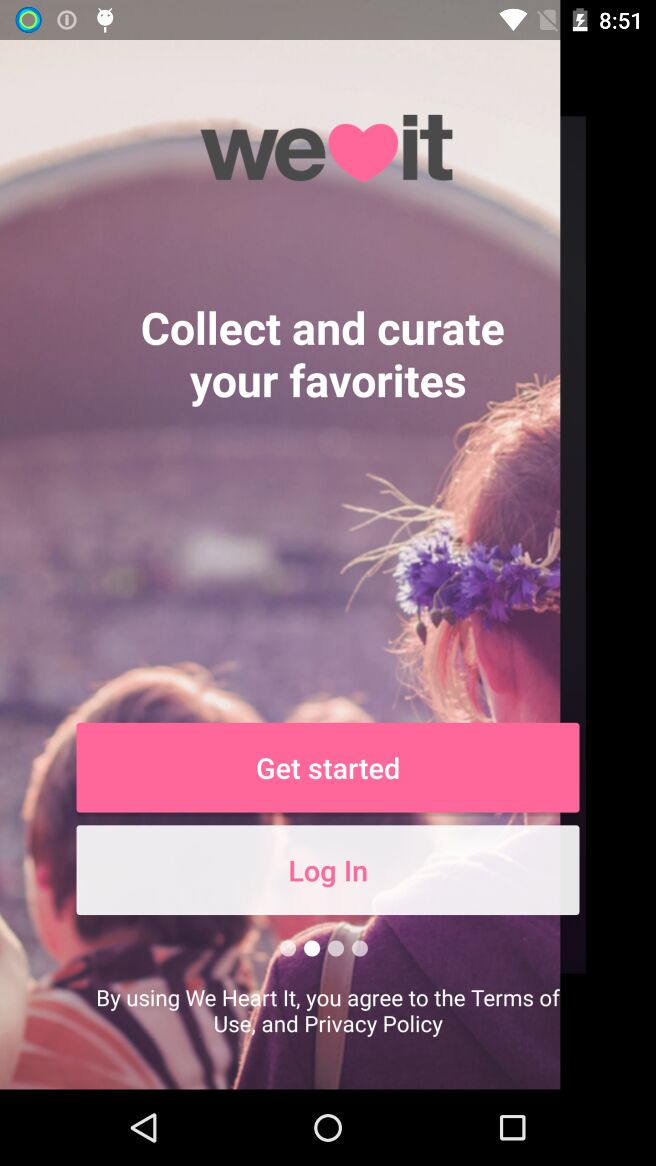 8:51
we it
Collect and curate
your favorites
Get started
Log In
By using We Heart It, you agree to the Terms of
Use, and Privacy Policy